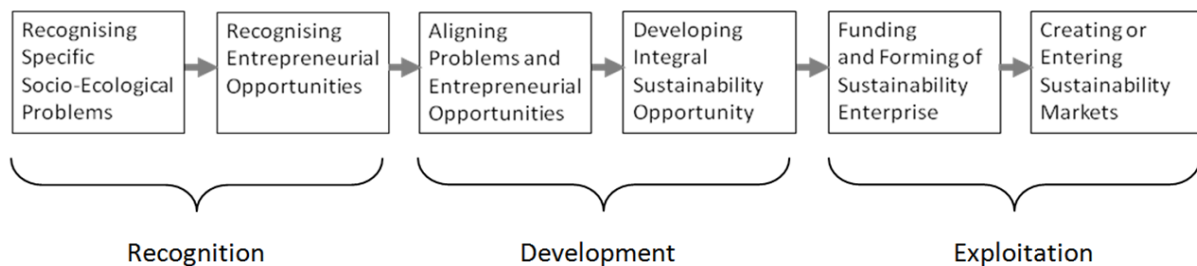 Recognising
Specific
Socio-Ecological
Problems
Recognising
Entrepreneurial
Opportunities
Aligning
Problems and
Entrepreneurial
Opportunities
Developing
Integral
Sustainability
Opportunity
Funding
and Forming of
Sustainability
Enterprise
Creating or
Entering
Sustainability
Markets
Recognition
Development
Exploitation